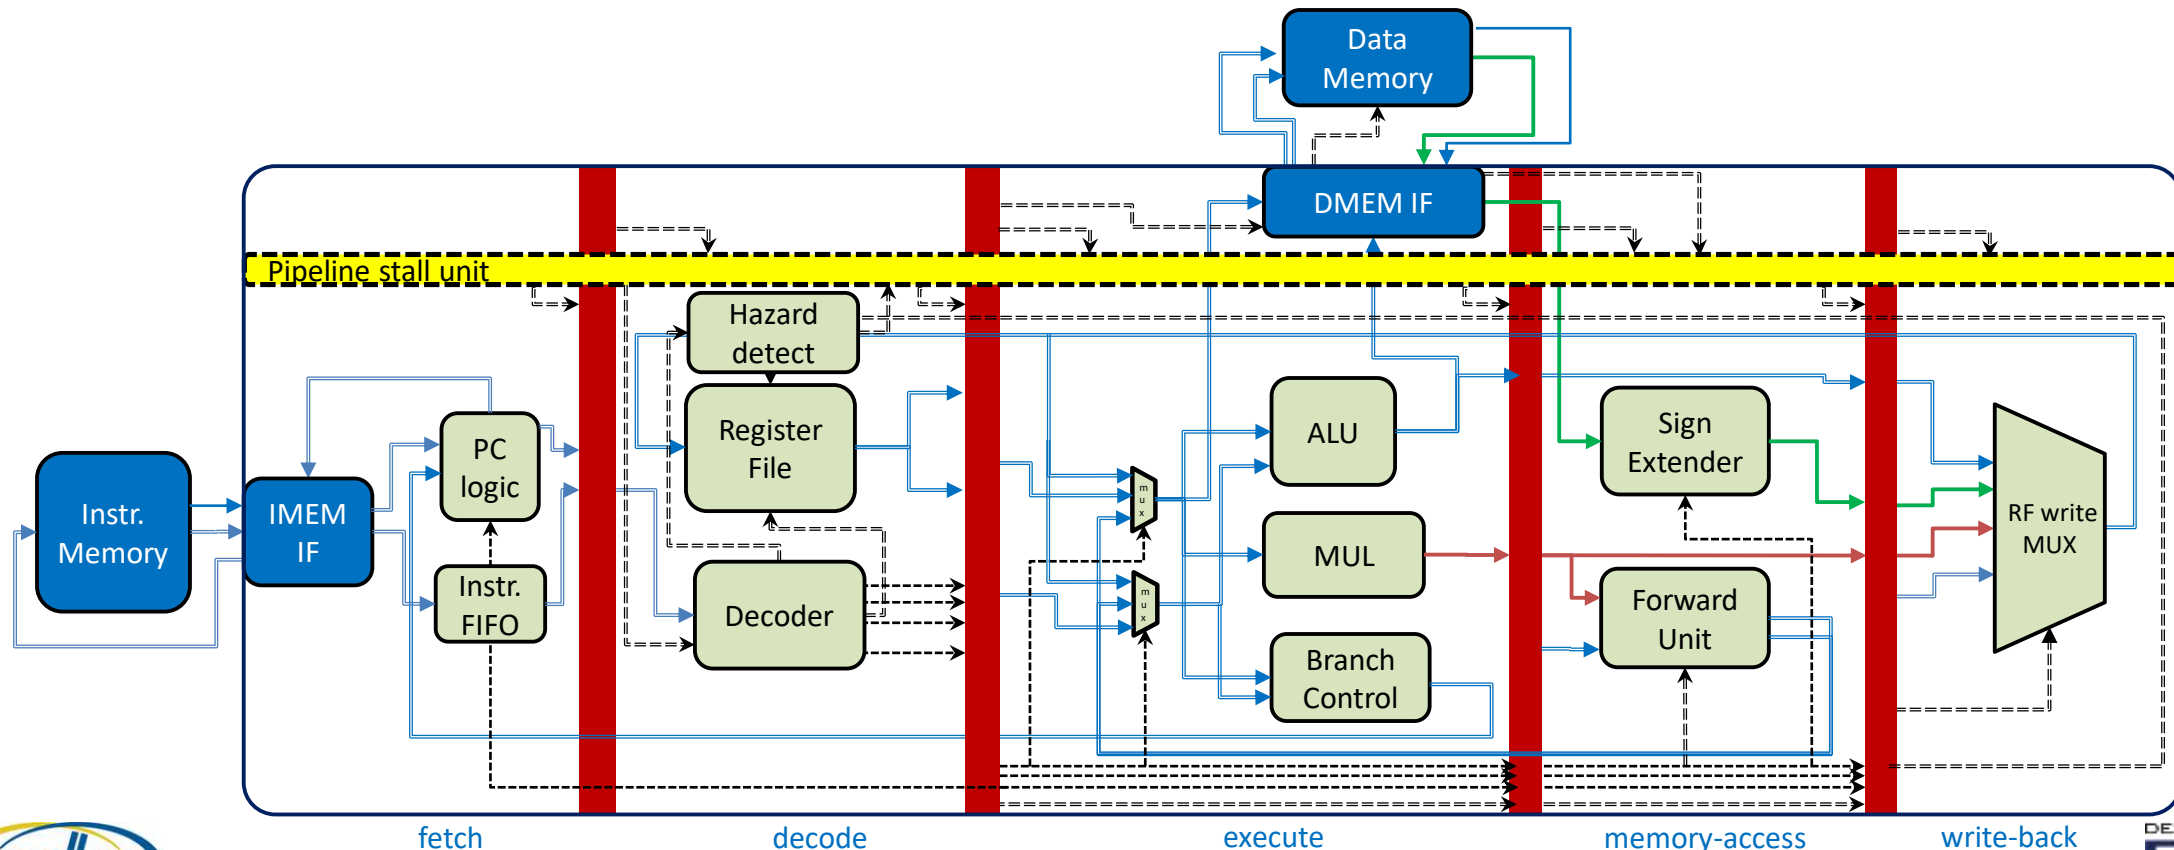 Data
Memory
DMEM IF
Pipeline stall unit
Hazard
detect
Register
File
PC
logic
ALU
Sign
Extender
Instr.
Memory
IMEM
IF
m
u
x
RF write
MUX
MUL
Instr.
FIFO
Decoder
m
u
x
Forward
Unit
Branch
Control
fetch
decode
execute
memory-access
write-back